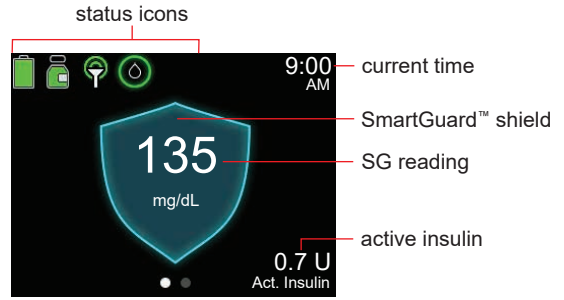 status icons
9:00
AM
current time
SmartGuard™ shield
135
SG reading
mg/dL
active insulin
0.7 U
Act. Insulin